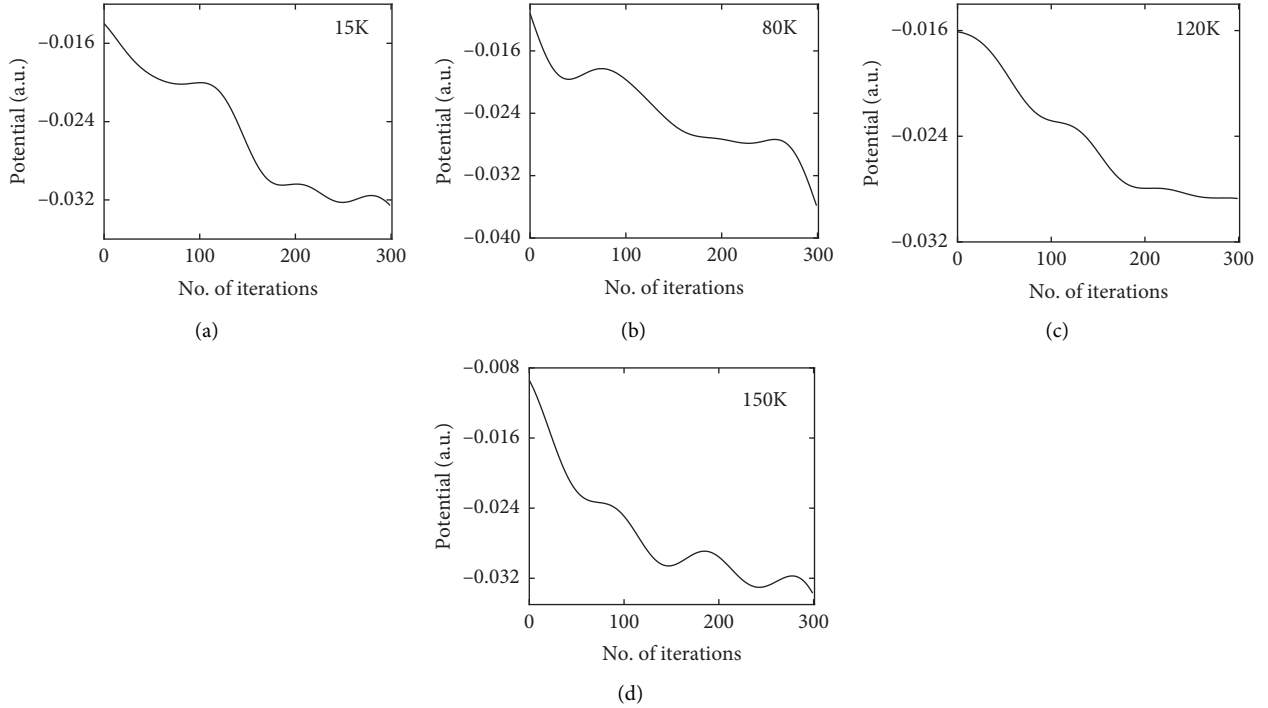 15K
Potential (a.u.)
−0.016
−0.024
−0.032
0 100 200 300
No. of iterations
(a)
80K
Potential (a.u.)
−0.016
−0.024
−0.032
−0.040
0 100 200 300
No. of iterations
(b)
120K
Potential (a.u.)
−0.016
−0.024
−0.032
0 100 200 300
No. of iterations
(c)
150K
Potential (a.u.)
−0.008
−0.016
−0.024
−0.032
0 100 200 300
No. of iterations
(d)